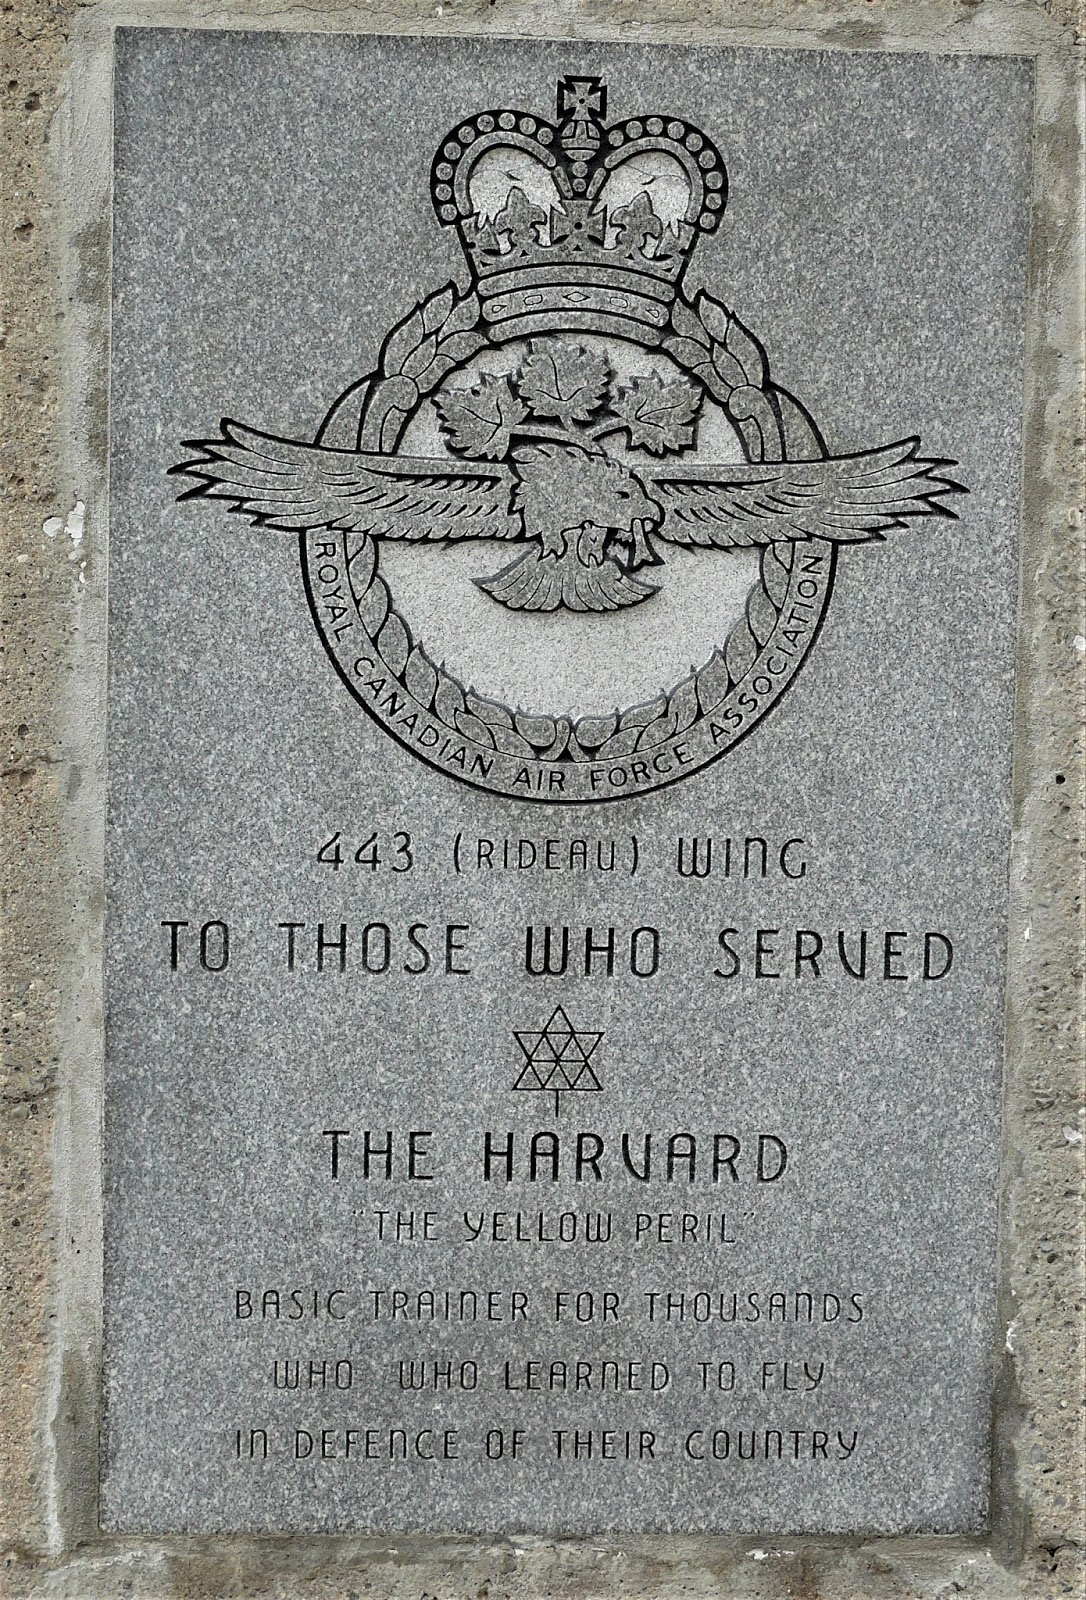 ROYAL CANADIAN AIR FORCE ASSOCIATION
443 (RIDEAU) WING
TO THOSE WHO SERVED
THE HARVARD
"THE YELLOW PERIL"
BASIC TRAINER FOR THOUSANDS
WHO WHO LEARNED TO FLY
IN DEFENCE OF THEIR COUNTRY